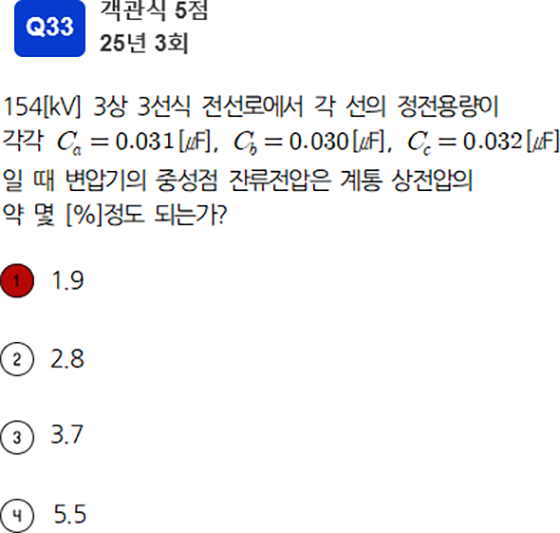 Q33
객관식 5점
25년 3회
154[kV] 3상 3선식 전선로에서 각 선의 정전용량이
각각 Cₐ = 0.031[㎌], C_b = 0.030[㎌], C_c = 0.032[㎌]
일 때 변압기의 중성점 잔류전압은 계통 상전압의
약 몇 [%]정도 되는가?
1 1.9
2 2.8
3 3.7
4 5.5